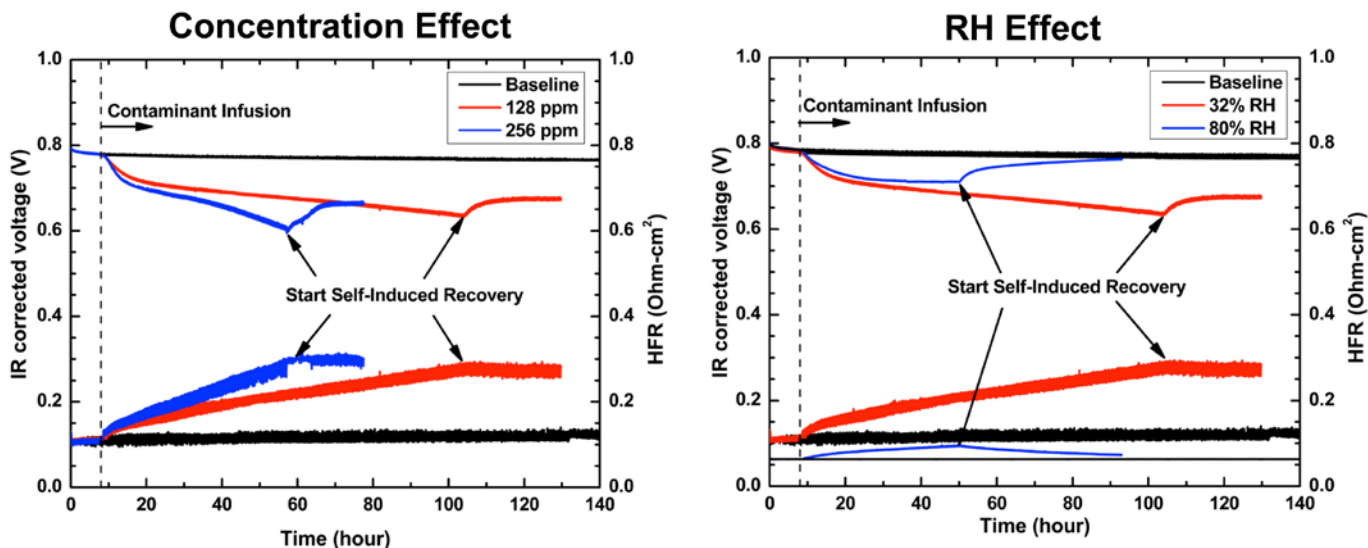 Concentration Effect
1.0
0.8
0.6
0.4
0.2
0.0
IR corrected voltage (V)
Contaminant Infusion
Baseline
128 ppm
256 ppm
Start Self-Induced Recovery
1.0
0.8
0.6
0.4
0.2
0.0
HFR (Ohm-cm²)
0 20 40 60 80 100 120 140
Time (hour)
RH Effect
1.0
0.8
0.6
0.4
0.2
0.0
IR corrected voltage (V)
Contaminant Infusion
Baseline
32% RH
80% RH
Start Self-Induced Recovery
1.0
0.8
0.6
0.4
0.2
0.0
HFR (Ohm-cm²)
0 20 40 60 80 100 120 140
Time (hour)